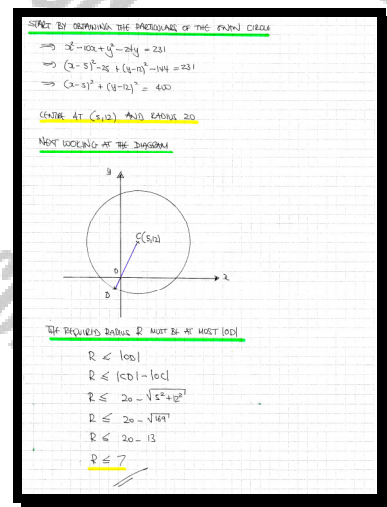 START BY OBTAINING THE PARTICULARS OF THE GIVEN CIRCLE
⇒ x² - 10x + y² - 24y = 231
⇒ (x-5)² - 25 + (y-12)² - 144 = 231
⇒ (x-5)² + (y-12)² = 400
CENTRE AT (5,12) AND RADIUS 20
NEXT LOOKING AT THE DIAGRAM
y
C(5,12)
O
x
D
THE REQUIRED RADIUS R MUST BE AT MOST |OD|
R ≤ |OD|
R ≤ |CD| - |OC|
R ≤ 20 - √(5² + 12²)
R ≤ 20 - √169
R ≤ 20 - 13
R ≤ 7